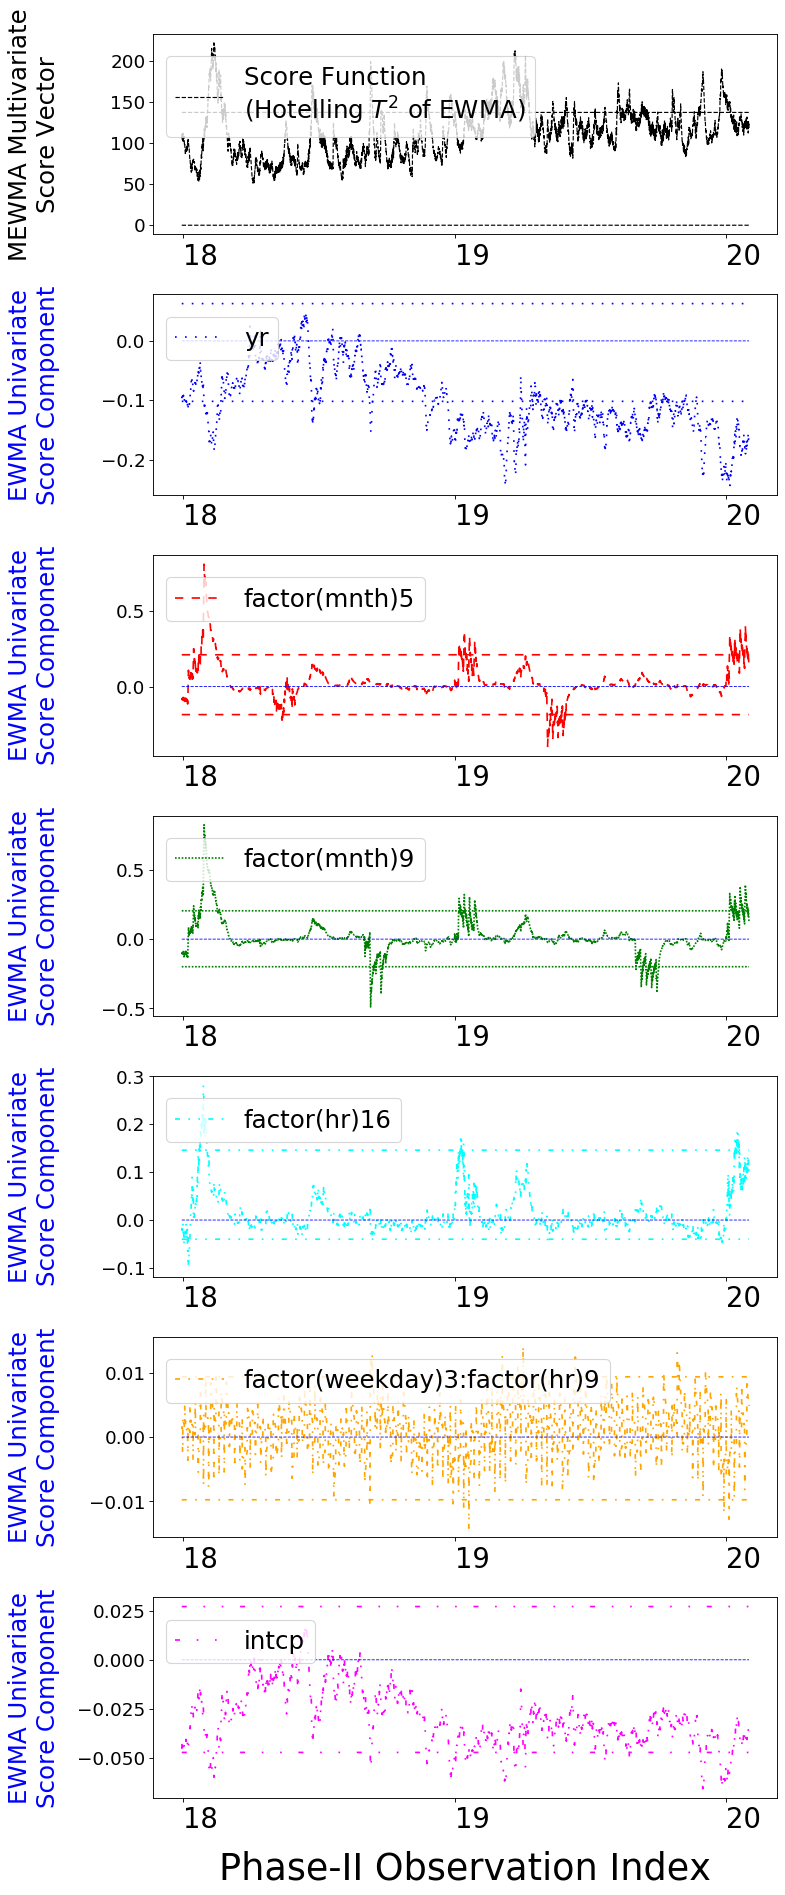 MEWMA Multivariate
Score Vector
200
150
100
50
0
Score Function
(Hotelling T² of EWMA)
18 19 20
EWMA Univariate
Score Component
0.0
−0.1
−0.2
yr
18 19 20
EWMA Univariate
Score Component
0.5
0.0
factor(mnth)5
18 19 20
EWMA Univariate
Score Component
0.5
0.0
−0.5
factor(mnth)9
18 19 20
EWMA Univariate
Score Component
0.3
0.2
0.1
0.0
−0.1
factor(hr)16
18 19 20
EWMA Univariate
Score Component
0.01
0.00
−0.01
factor(weekday)3:factor(hr)9
18 19 20
EWMA Univariate
Score Component
0.025
0.000
−0.025
−0.050
intcp
18 19 20
Phase-II Observation Index